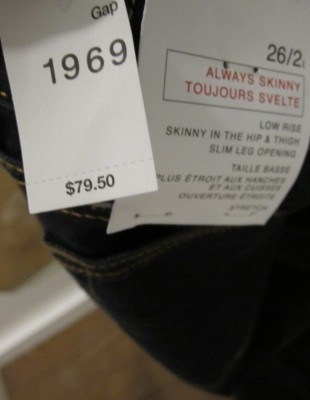 Gap
1969
$79.50
26/2
ALWAYS SKINNY
TOUJOURS SVELTE
LOW RISE
SKINNY IN THE HIP & THIGH
SLIM LEG OPENING
TAILLE BASSE
PLUS ÉTROIT AUX HANCHES
ET AUX CUISSES
OUVERTURE ÉTROITE
STRETCH